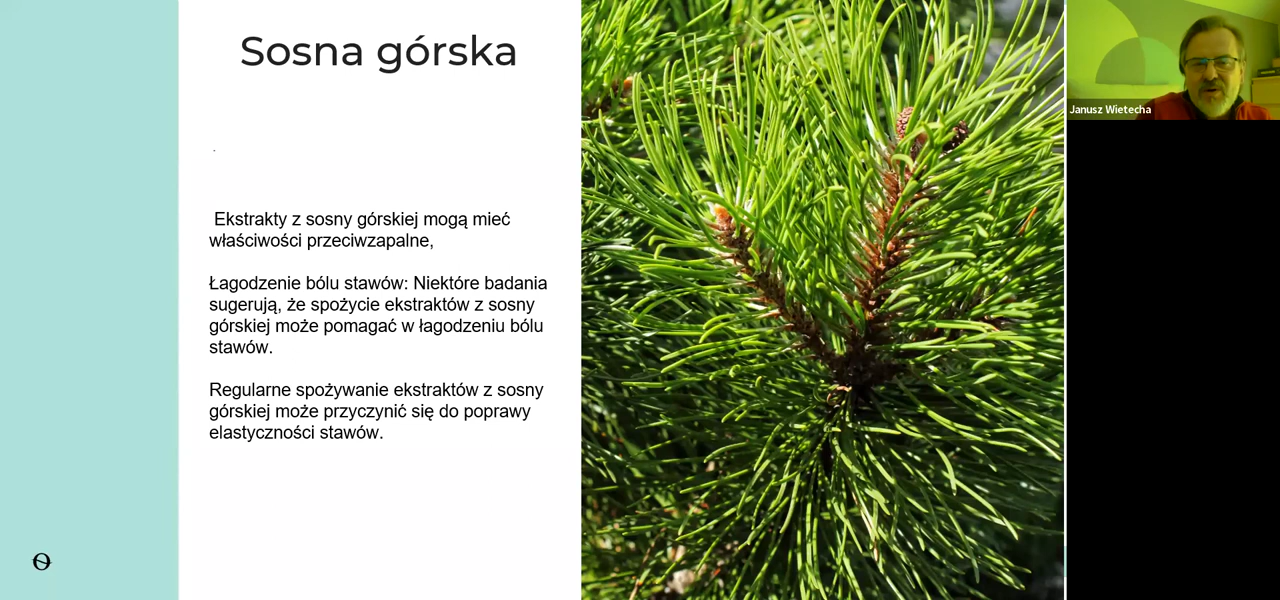 Sosna górska
.
Ekstrakty z sosny górskiej mogą mieć
właściwości przeciwzapalne,
Łagodzenie bólu stawów: Niektóre badania
sugerują, że spożycie ekstraktów z sosny
górskiej może pomagać w łagodzeniu bólu
stawów.
Regularne spożywanie ekstraktów z sosny
górskiej może przyczynić się do poprawy
elastyczności stawów.
Janusz Wietecha